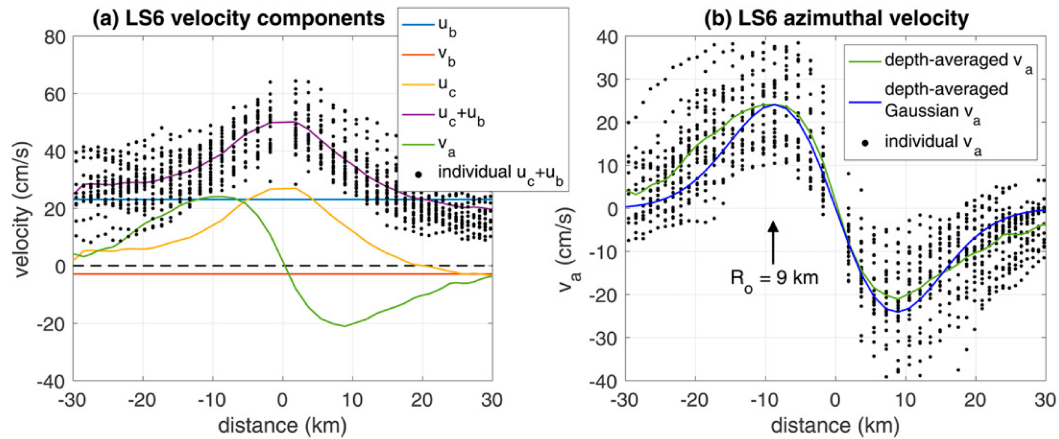 (a) LS6 velocity components
80
60
40
20
0
-20
-40
velocity (cm/s)
-30
-20
-10
0
10
20
30
distance (km)
u_b
v_b
u_c
u_c+u_b
v_a
individual u_c+u_b
(b) LS6 azimuthal velocity
40
30
20
10
0
-10
-20
-30
-40
v_a (cm/s)
-30
-20
-10
0
10
20
30
distance (km)
depth-averaged v_a
depth-averaged
Gaussian v_a
individual v_a
R_o = 9 km